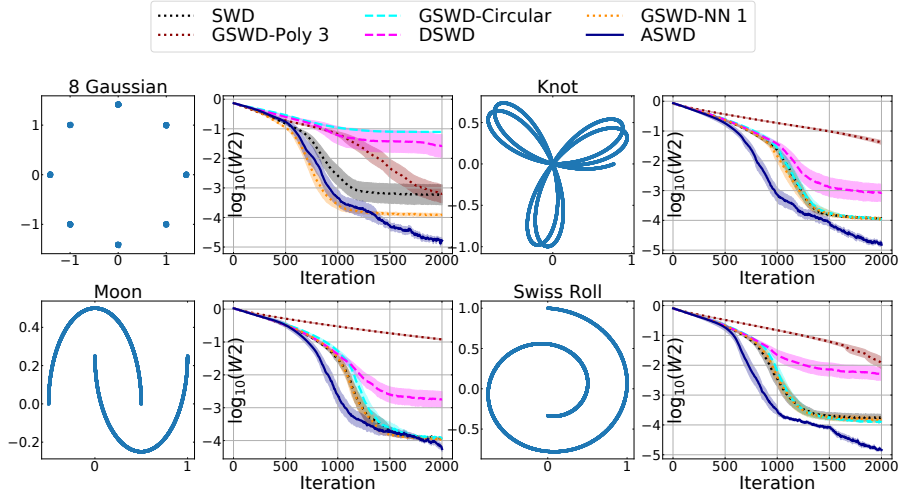 SWD GSWD-Circular GSWD-NN 1
GSWD-Poly 3 DSWD ASWD
8 Gaussian
1
0
−1
−1 0 1
log10(W2)
0
−1
−2
−3
−4
−5
0 500 1000 1500 2000
Iteration
Knot
0.5
0.0
−0.5
−1.0
0 1
log10(W2)
0
−1
−2
−3
−4
−5
0 500 1000 1500 2000
Iteration
Moon
0.4
0.2
0.0
−0.2
0 1
log10(W2)
0
−1
−2
−3
−4
0 500 1000 1500 2000
Iteration
Swiss Roll
1.0
0.5
0.0
−0.5
0 1
log10(W2)
0
−1
−2
−3
−4
−5
0 500 1000 1500 2000
Iteration